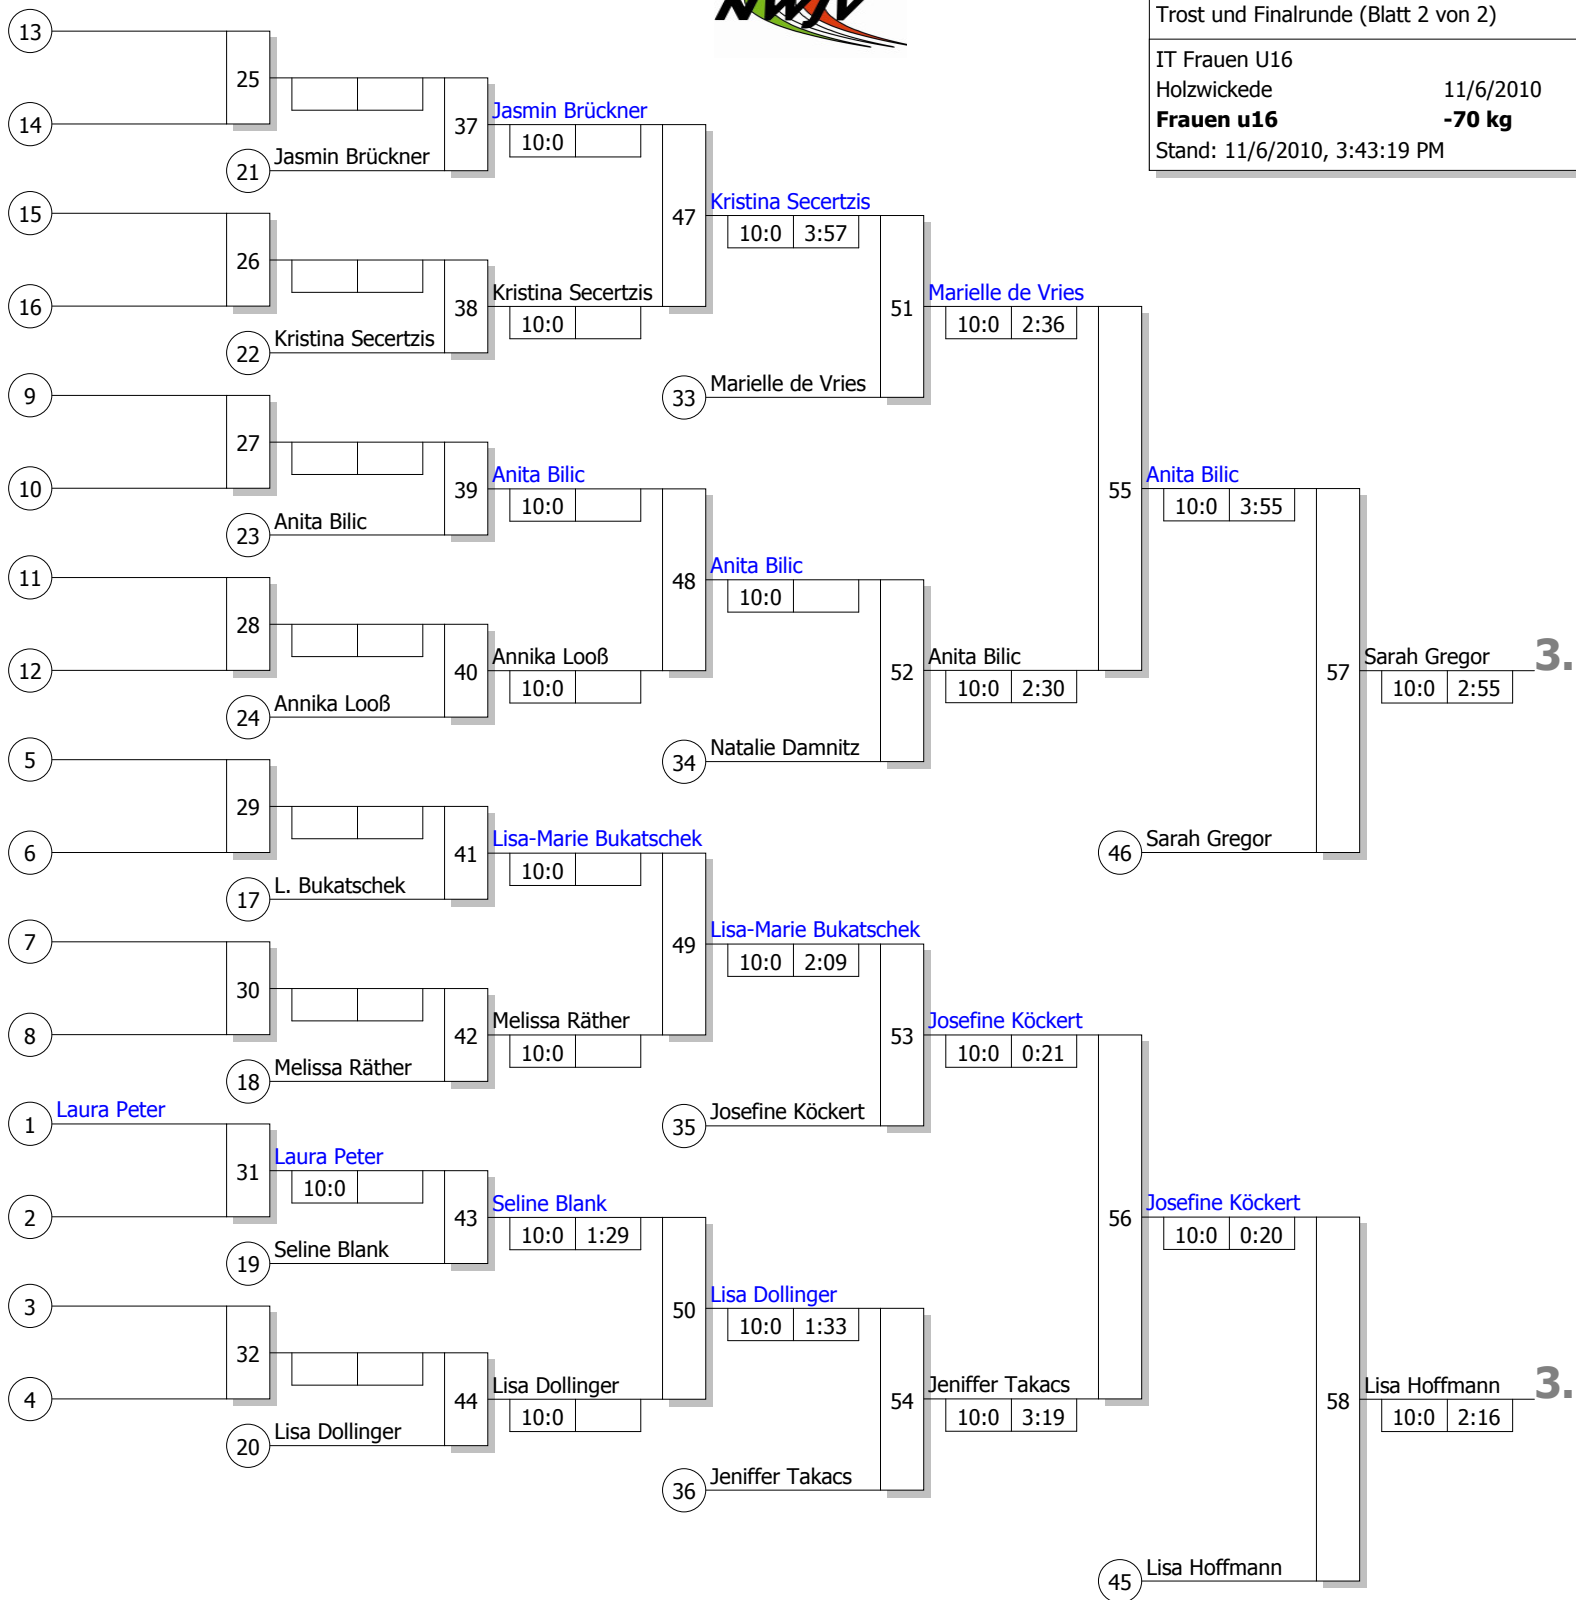 NWJV
Trost und Finalrunde (Blatt 2 von 2)
IT Frauen U16
Holzwickede 11/6/2010
Frauen u16 -70 kg
Stand: 11/6/2010, 3:43:19 PM
13
25
14
37
Jasmin Brückner
10:0
21
Jasmin Brückner
15
47
Kristina Secertzis
10:0 3:57
26
16
38
Kristina Secertzis
10:0
22
Kristina Secertzis
51
Marielle de Vries
10:0 2:36
33
Marielle de Vries
9
27
10
39
Anita Bilic
10:0
23
Anita Bilic
55
Anita Bilic
10:0 3:55
11
48
Anita Bilic
10:0
28
12
40
Annika Looß
10:0
24
Annika Looß
52
Anita Bilic
10:0 2:30
34
Natalie Damnitz
57
Sarah Gregor
3.
10:0 2:55
5
29
6
41
Lisa-Marie Bukatschek
10:0
17
L. Bukatschek
46
Sarah Gregor
7
49
Lisa-Marie Bukatschek
10:0 2:09
30
8
42
Melissa Räther
10:0
18
Melissa Räther
53
Josefine Köckert
10:0 0:21
35
Josefine Köckert
1
Laura Peter
31
Laura Peter
10:0
2
43
Seline Blank
10:0 1:29
19
Seline Blank
56
Josefine Köckert
10:0 0:20
3
50
Lisa Dollinger
10:0 1:33
32
4
44
Lisa Dollinger
10:0
20
Lisa Dollinger
54
Jeniffer Takacs
10:0 3:19
36
Jeniffer Takacs
58
Lisa Hoffmann
3.
10:0 2:16
45
Lisa Hoffmann